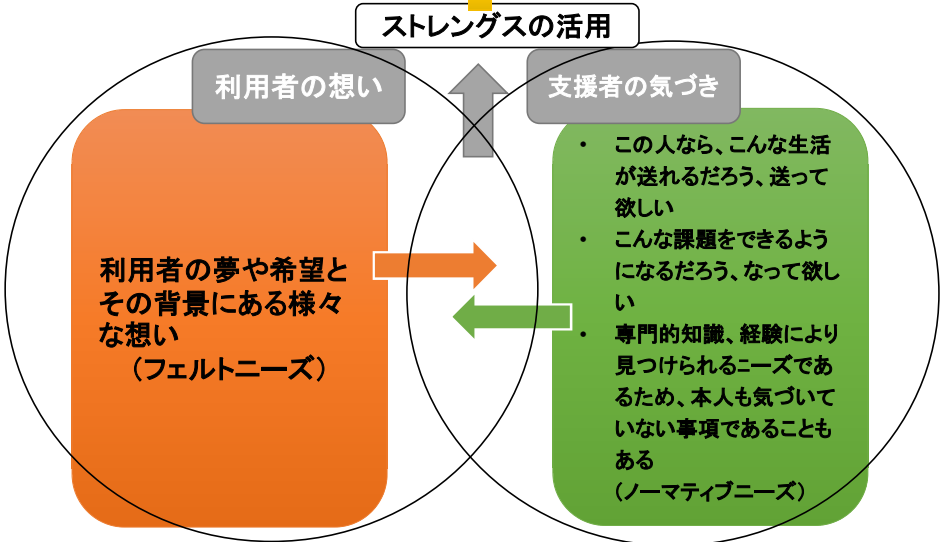 ストレングスの活用
利用者の想い
支援者の気づき
利用者の夢や希望と
その背景にある様々
な想い
（フェルトニーズ）
・ この人なら、こんな生活
が送れるだろう、送って
欲しい
・ こんな課題をできるよう
になるだろう、なって欲し
い
・ 専門的知識、経験により
見つけられるニーズであ
るため、本人も気づいて
いない事項であることも
ある
（ノーマティブニーズ）